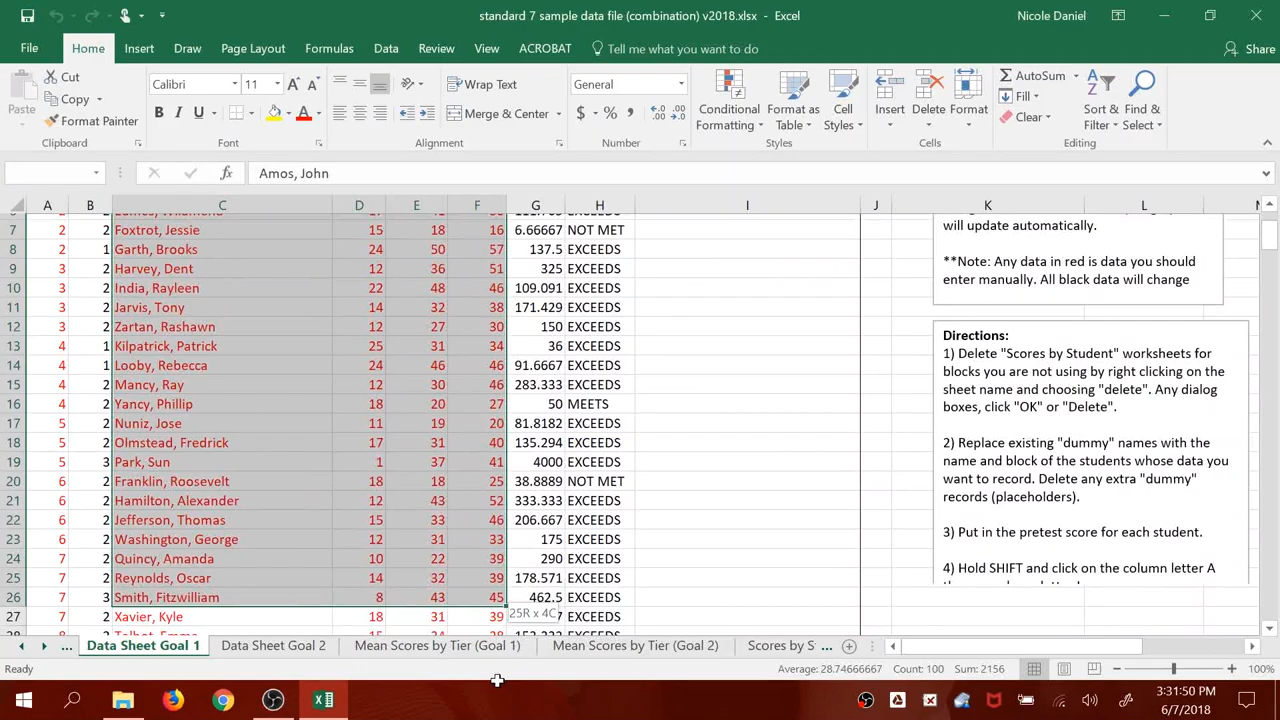 standard 7 sample data file (combination) v2018.xlsx - Excel
Nicole Daniel
File Home Insert Draw Page Layout Formulas Data Review View ACROBAT Tell me what you want to do Share
Paste
Cut
Copy
Format Painter
Clipboard
Calibri 11
B I U
Font
Wrap Text
Merge & Center
Alignment
General
$ % ,
Number
Conditional Formatting
Format as Table
Cell Styles
Styles
Insert Delete Format
Cells
AutoSum
Fill
Clear
Sort & Filter
Find & Select
Editing
fx Amos, John
A B C D E F G H I J K L
7 2 2 Foxtrot, Jessie 15 18 16 6.66667 NOT MET
8 2 1 Garth, Brooks 24 50 57 137.5 EXCEEDS
9 3 2 Harvey, Dent 12 36 51 325 EXCEEDS
10 3 2 India, Rayleen 22 48 46 109.091 EXCEEDS
11 3 2 Jarvis, Tony 14 32 38 171.429 EXCEEDS
12 3 2 Zartan, Rashawn 12 27 30 150 EXCEEDS
13 4 1 Kilpatrick, Patrick 25 31 34 36 EXCEEDS
14 4 1 Looby, Rebecca 24 46 46 91.6667 EXCEEDS
15 4 2 Mancy, Ray 12 30 46 283.333 EXCEEDS
16 4 2 Yancy, Phillip 18 20 27 50 MEETS
17 5 2 Nuniz, Jose 11 19 20 81.8182 EXCEEDS
18 5 2 Olmstead, Fredrick 17 31 40 135.294 EXCEEDS
19 5 3 Park, Sun 1 37 41 4000 EXCEEDS
20 6 2 Franklin, Roosevelt 18 18 25 38.8889 NOT MET
21 6 2 Hamilton, Alexander 12 43 52 333.333 EXCEEDS
22 6 2 Jefferson, Thomas 15 33 46 206.667 EXCEEDS
23 6 2 Washington, George 12 31 33 175 EXCEEDS
24 7 2 Quincy, Amanda 10 22 39 290 EXCEEDS
25 7 2 Reynolds, Oscar 14 32 39 178.571 EXCEEDS
26 7 3 Smith, Fitzwilliam 8 43 45 462.5 EXCEEDS
27 7 2 Xavier, Kyle 18 31 39 EXCEEDS
25R x 4C
will update automatically.
**Note: Any data in red is data you should
enter manually. All black data will change
Directions:
1) Delete "Scores by Student" worksheets for
blocks you are not using by right clicking on the
sheet name and choosing "delete". Any dialog
boxes, click "OK" or "Delete".
2) Replace existing "dummy" names with the
name and block of the students whose data you
want to record. Delete any extra "dummy"
records (placeholders).
3) Put in the pretest score for each student.
4) Hold SHIFT and click on the column letter A
... Data Sheet Goal 1 Data Sheet Goal 2 Mean Scores by Tier (Goal 1) Mean Scores by Tier (Goal 2) Scores by S ...
Ready
Average: 28.74666667 Count: 100 Sum: 2156
100%
3:31:50 PM
6/7/2018